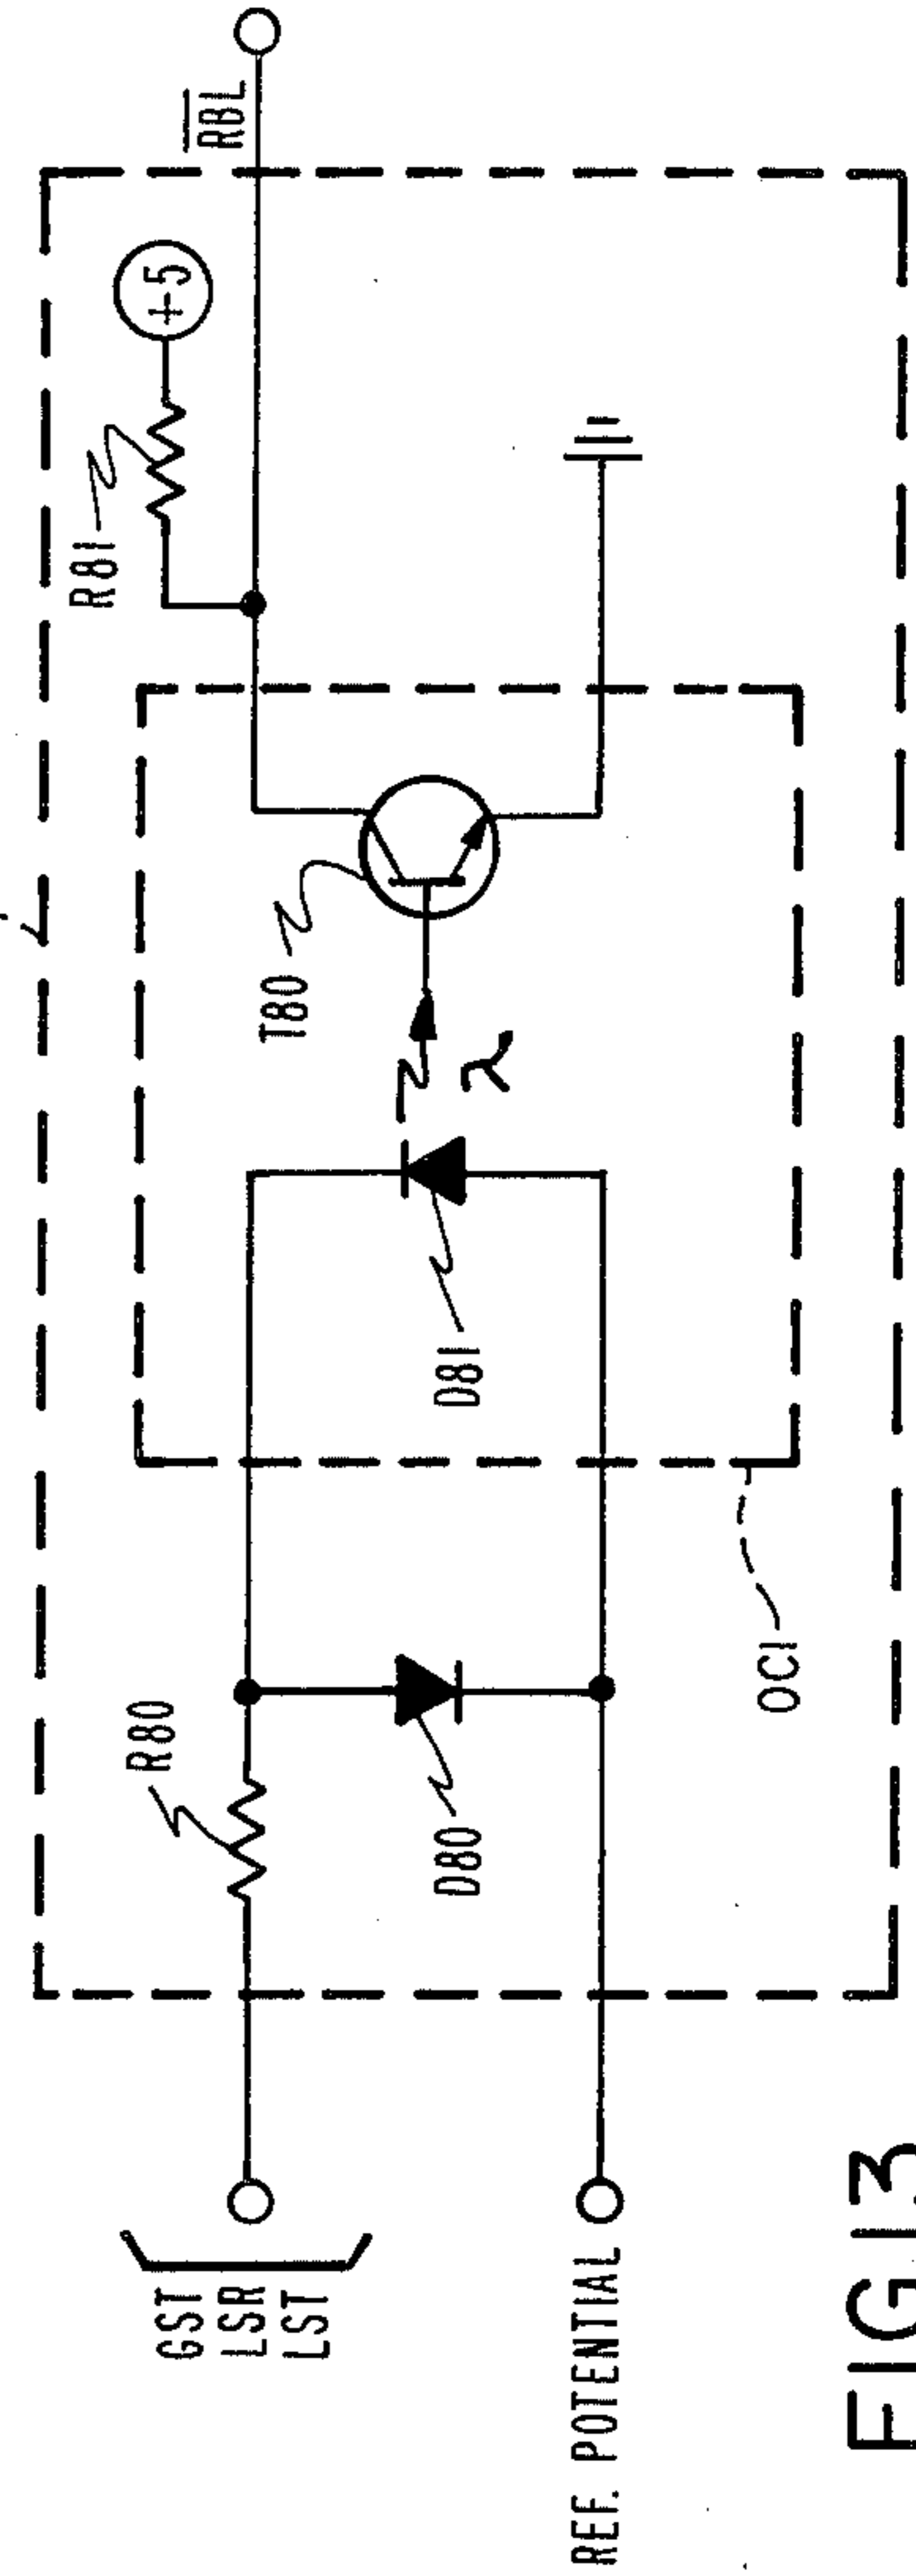 RBL
+5
R81
T80
λ
D81
R80
D80
OC1
GST
LSR
LST
REF. POTENTIAL
FIG.13